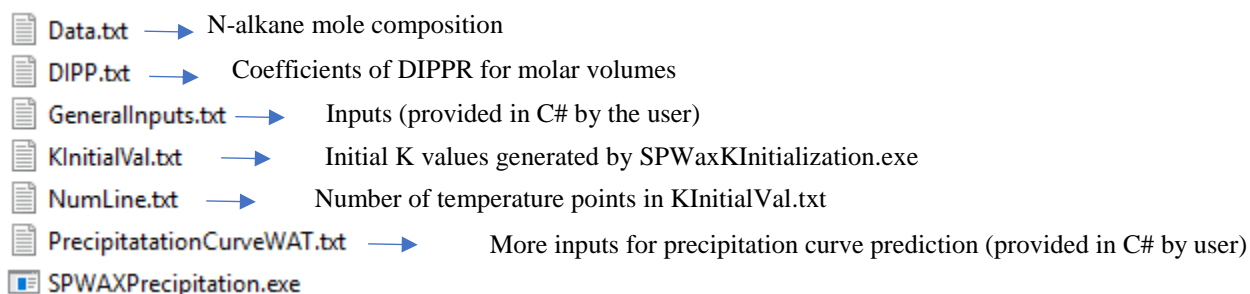 Data.txt N-alkane mole composition
DIPP.txt Coefficients of DIPPR for molar volumes
GeneralInputs.txt Inputs (provided in C# by the user)
KInitialVal.txt Initial K values generated by SPWaxKInitialization.exe
NumLine.txt Number of temperature points in KInitialVal.txt
PrecipitatationCurveWAT.txt More inputs for precipitation curve prediction (provided in C# by user)
SPWAXPrecipitation.exe